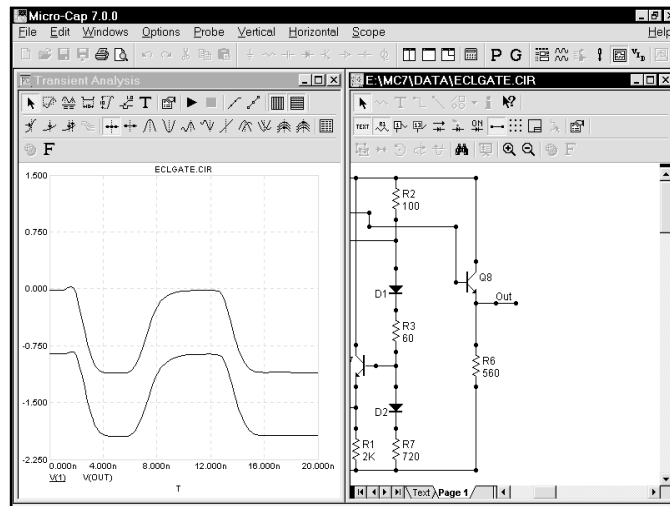 Micro-Cap 7.0.0
File Edit Windows Options Probe Vertical Horizontal Scope Help
P G
Transient Analysis
T
F
ECLGATE.CIR
1.500
0.750
0.000
-0.750
-1.500
-2.250
0.000n 4.000n 8.000n 12.000n 16.000n 20.000n
V(1) V(OUT)
T
E:\MC7\DATA\ECLGATE.CIR
T
TEXT
F
R2
100
Q8
D1
Out
R3
60
R6
560
D2
R1
2K
R7
720
Text Page 1